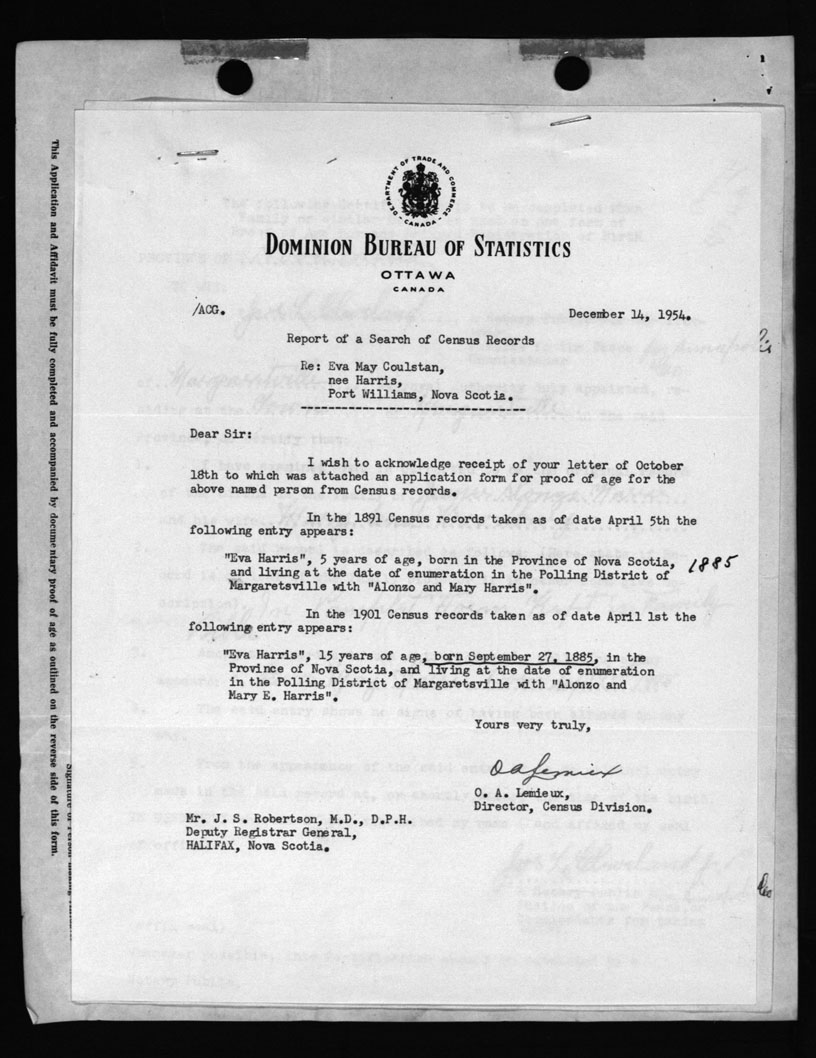 DEPARTMENT OF TRADE AND COMMERCE
CANADA
DOMINION BUREAU OF STATISTICS
OTTAWA
CANADA
/ACG.
December 14, 1954.
Report of a Search of Census Records
Re: Eva May Coulstan,
nee Harris,
Port Williams, Nova Scotia.
Dear Sir:
I wish to acknowledge receipt of your letter of October
18th to which was attached an application form for proof of age for the
above named person from Census records.
In the 1891 Census records taken as of date April 5th the
following entry appears:
"Eva Harris", 5 years of age, born in the Province of Nova Scotia, 1885
and living at the date of enumeration in the Polling District of
Margaretsville with "Alonzo and Mary Harris".
In the 1901 Census records taken as of date April 1st the
following entry appears:
"Eva Harris", 15 years of age, born September 27, 1885, in the
Province of Nova Scotia, and living at the date of enumeration
in the Polling District of Margaretsville with "Alonzo and
Mary E. Harris".
Yours very truly,
O A Lemieux
O. A. Lemieux,
Director, Census Division.
Mr. J. S. Robertson, M.D., D.P.H.
Deputy Registrar General,
HALIFAX, Nova Scotia.
This Application and Affidavit must be fully completed and accompanied by documentary proof of age as outlined on the reverse side of this form.